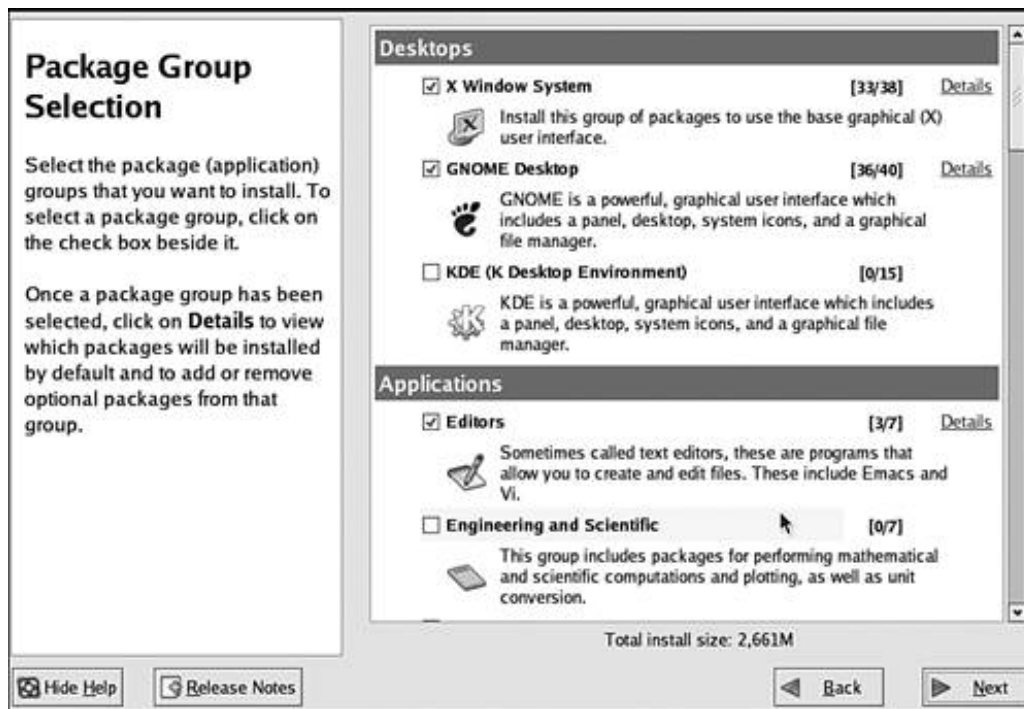 Package Group
Selection
Select the package (application)
groups that you want to install. To
select a package group, click on
the check box beside it.
Once a package group has been
selected, click on Details to view
which packages will be installed
by default and to add or remove
optional packages from that
group.
Desktops
X Window System [33/38] Details
Install this group of packages to use the base graphical (X)
user interface.
GNOME Desktop [36/40] Details
GNOME is a powerful, graphical user interface which
includes a panel, desktop, system icons, and a graphical
file manager.
KDE (K Desktop Environment) [0/15]
KDE is a powerful, graphical user interface which includes
a panel, desktop, system icons, and a graphical file
manager.
Applications
Editors [3/7] Details
Sometimes called text editors, these are programs that
allow you to create and edit files. These include Emacs and
Vi.
Engineering and Scientific [0/7]
This group includes packages for performing mathematical
and scientific computations and plotting, as well as unit
conversion.
Total install size: 2,661M
Hide Help Release Notes Back Next